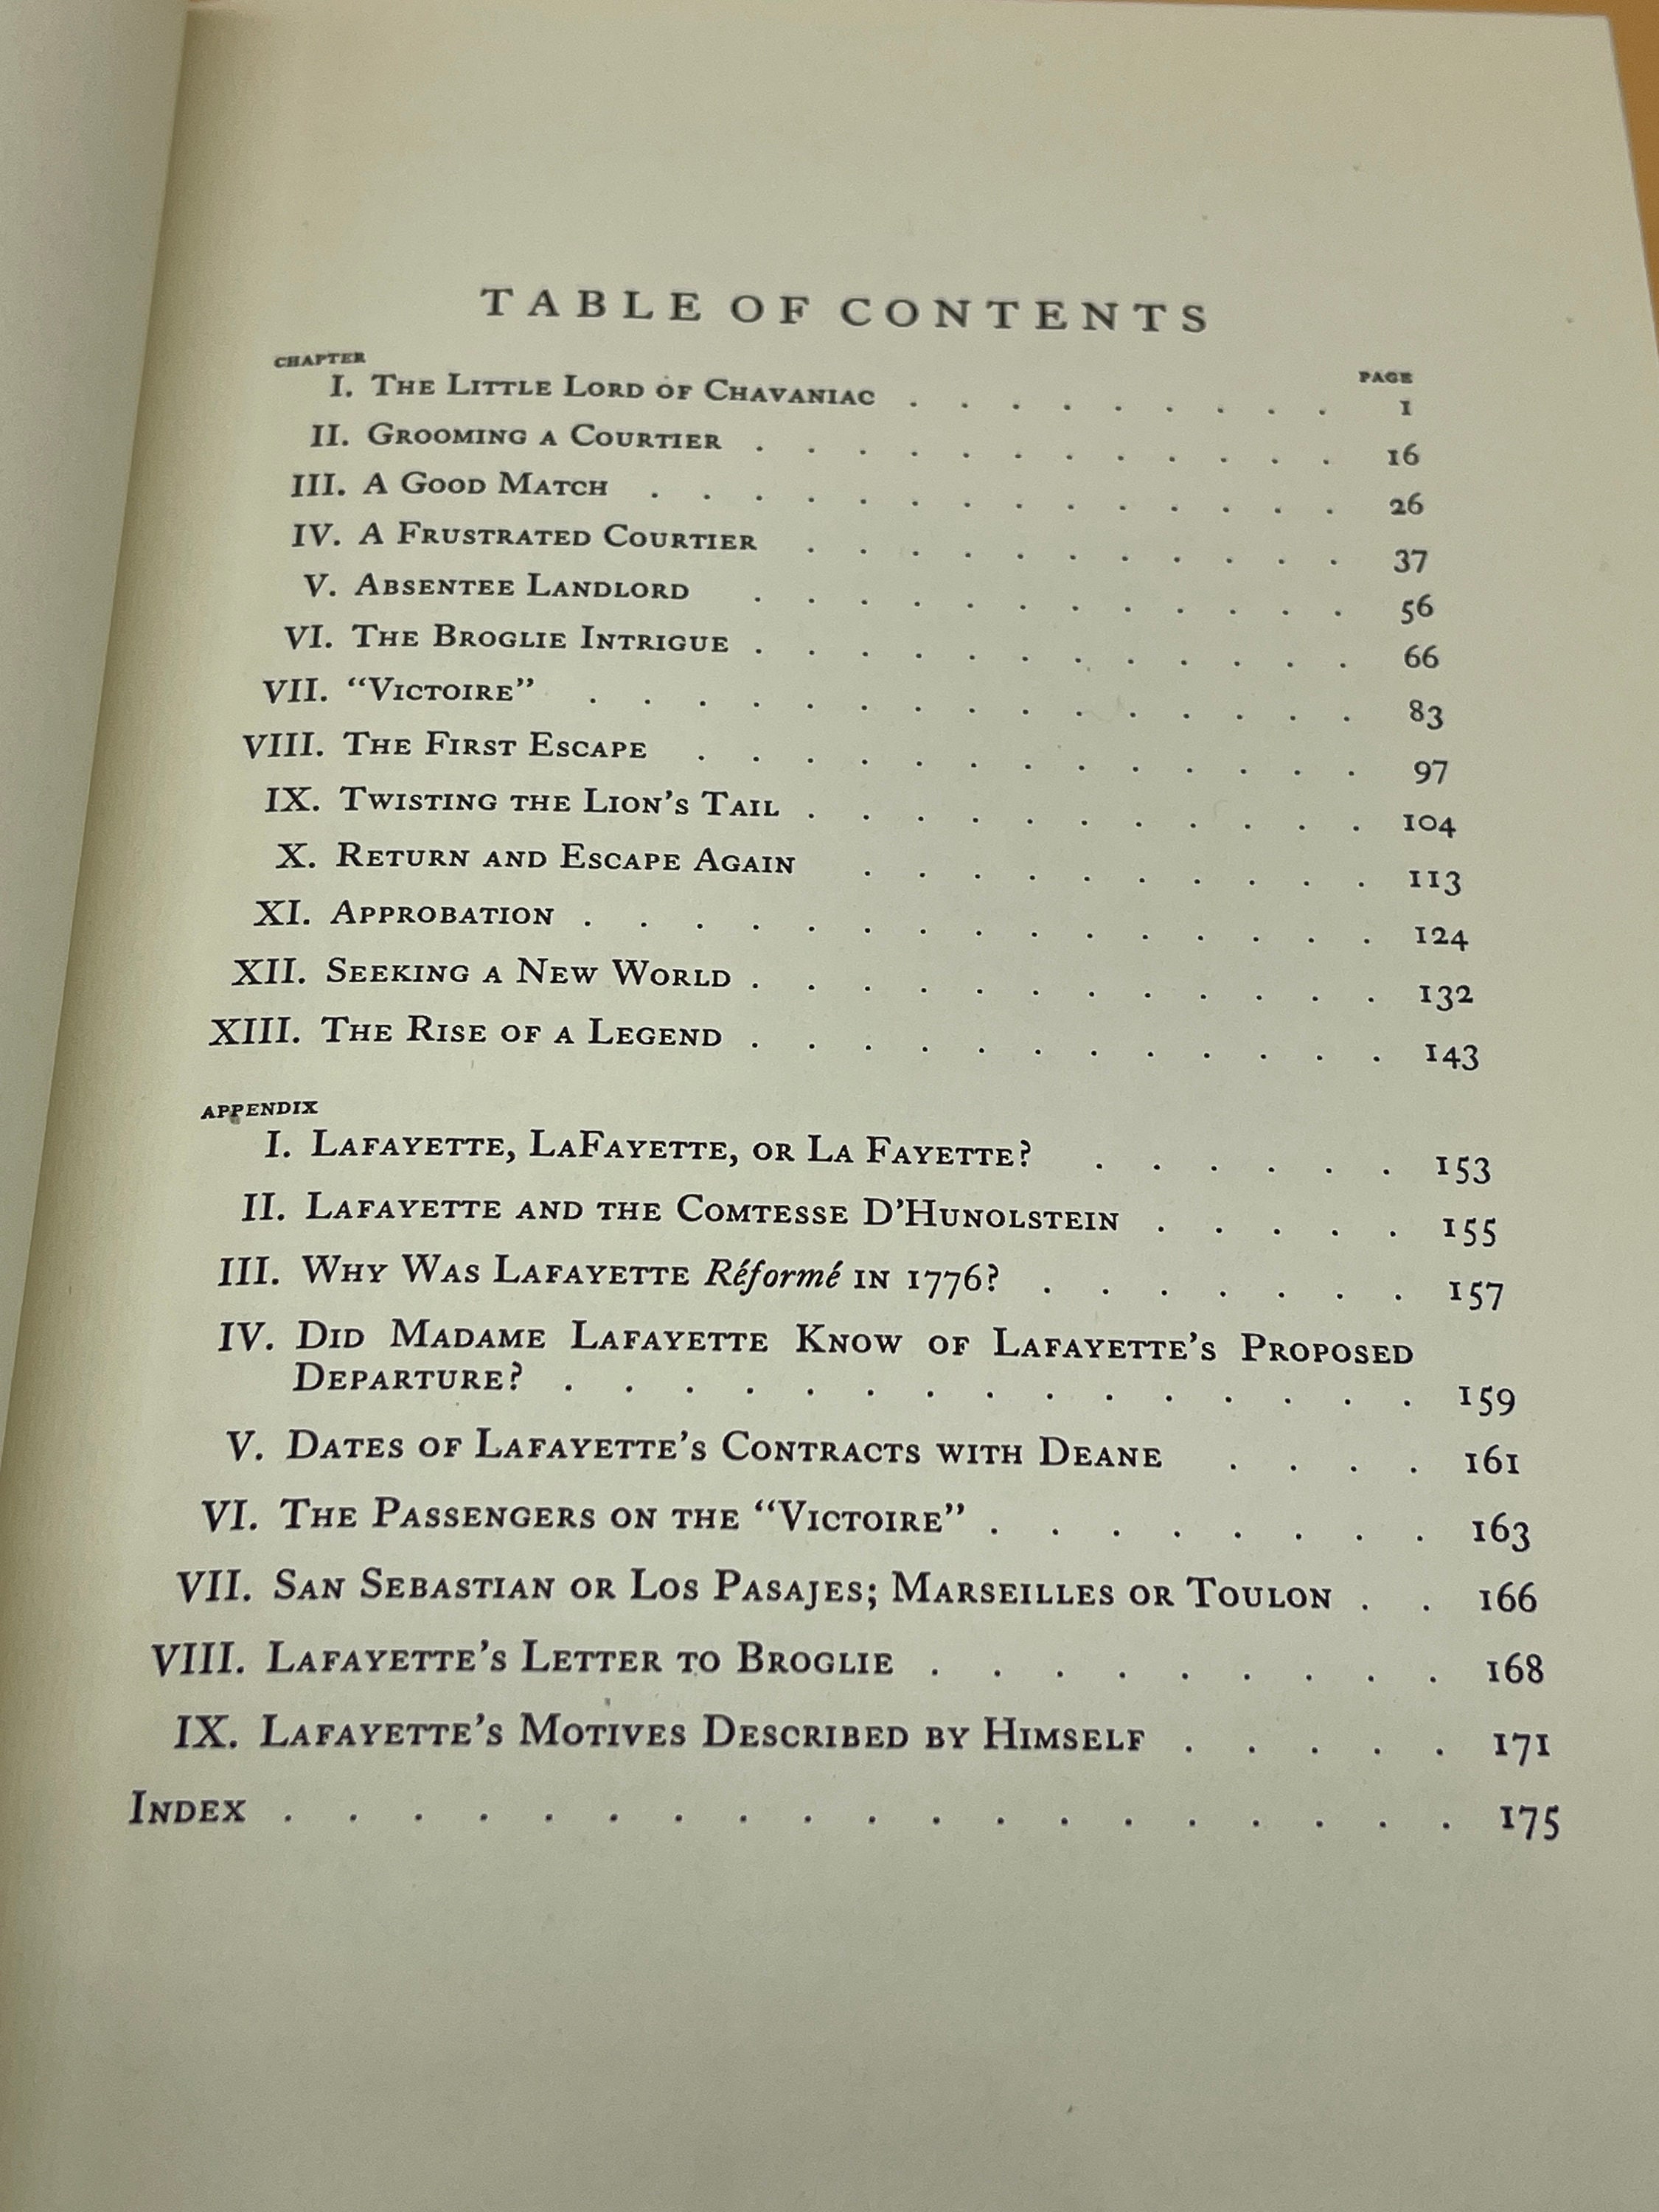 TABLE OF CONTENTS
CHAPTER PAGE
I. The Little Lord of Chavaniac . . . . . . . . . 1
II. Grooming a Courtier . . . . . . . . . . . . 16
III. A Good Match . . . . . . . . . . . . . . 26
IV. A Frustrated Courtier . . . . . . . . . . . 37
V. Absentee Landlord . . . . . . . . . . . . 56
VI. The Broglie Intrigue . . . . . . . . . . . . 66
VII. “Victoire” . . . . . . . . . . . . . . . 83
VIII. The First Escape . . . . . . . . . . . . . 97
IX. Twisting the Lion’s Tail . . . . . . . . . . . 104
X. Return and Escape Again . . . . . . . . . . 113
XI. Approbation . . . . . . . . . . . . . . . 124
XII. Seeking a New World . . . . . . . . . . . . 132
XIII. The Rise of a Legend . . . . . . . . . . . . 143
APPENDIX
I. Lafayette, LaFayette, or La Fayette? . . . . . . 153
II. Lafayette and the Comtesse D’Hunolstein . . . . . 155
III. Why Was Lafayette Réformé in 1776? . . . . . . . 157
IV. Did Madame Lafayette Know of Lafayette’s Proposed
Departure? . . . . . . . . . . . . . . . 159
V. Dates of Lafayette’s Contracts with Deane . . . . 161
VI. The Passengers on the “Victoire” . . . . . . . . 163
VII. San Sebastian or Los Pasajes; Marseilles or Toulon . . 166
VIII. Lafayette’s Letter to Broglie . . . . . . . . . 168
IX. Lafayette’s Motives Described by Himself . . . . . 171
Index . . . . . . . . . . . . . . . . . . . 175